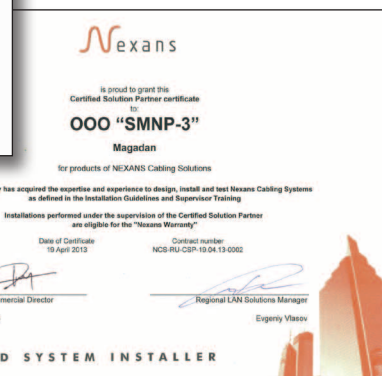 Nexans
is proud to grant this
Certified Solution Partner certificate
to:
OOO “SMNP-3”
Magadan
for products of NEXANS Cabling Solutions
has acquired the expertise and experience to design, install and test Nexans Cabling Systems
as defined in the Installation Guidelines and Supervisor Training
Installations performed under the supervision of the Certified Solution Partner
are eligible for the "Nexans Warranty"
Date of Certificate
19 April 2013
Contract number
NCS-RU-CSP-19.04.13-0002
Director
Regional LAN Solutions Manager
Evgeniy Vlasov
D SYSTEM INSTALLER